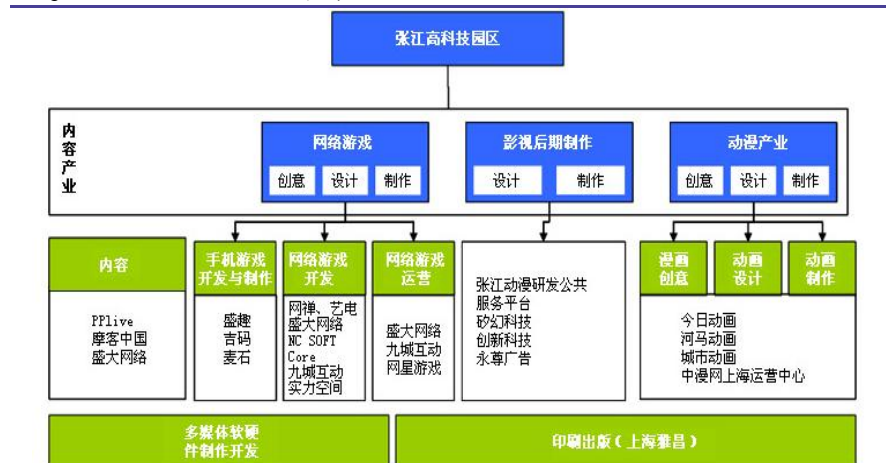 张江高科技园区
内容产业
网络游戏
创意 设计 制作
影视后期制作
设计 制作
动漫产业
创意 设计 制作
内容
PPlive
摩客中国
盛大网络
手机游戏
开发与制作
盛趣
吉码
麦石
网络游戏
开发
网禅、艺电
盛大网络
NC SOFT
Core
九城互动
实力空间
网络游戏
运营
盛大网络
九城互动
网星游戏
张江动漫研发公共
服务平台
矽幻科技
创新科技
永尊广告
漫画
创意
动画
设计
动画
制作
今日动画
河马动画
城市动画
中漫网上海运营中心
多媒体软硬
件制作开发
印刷出版（上海雅昌）